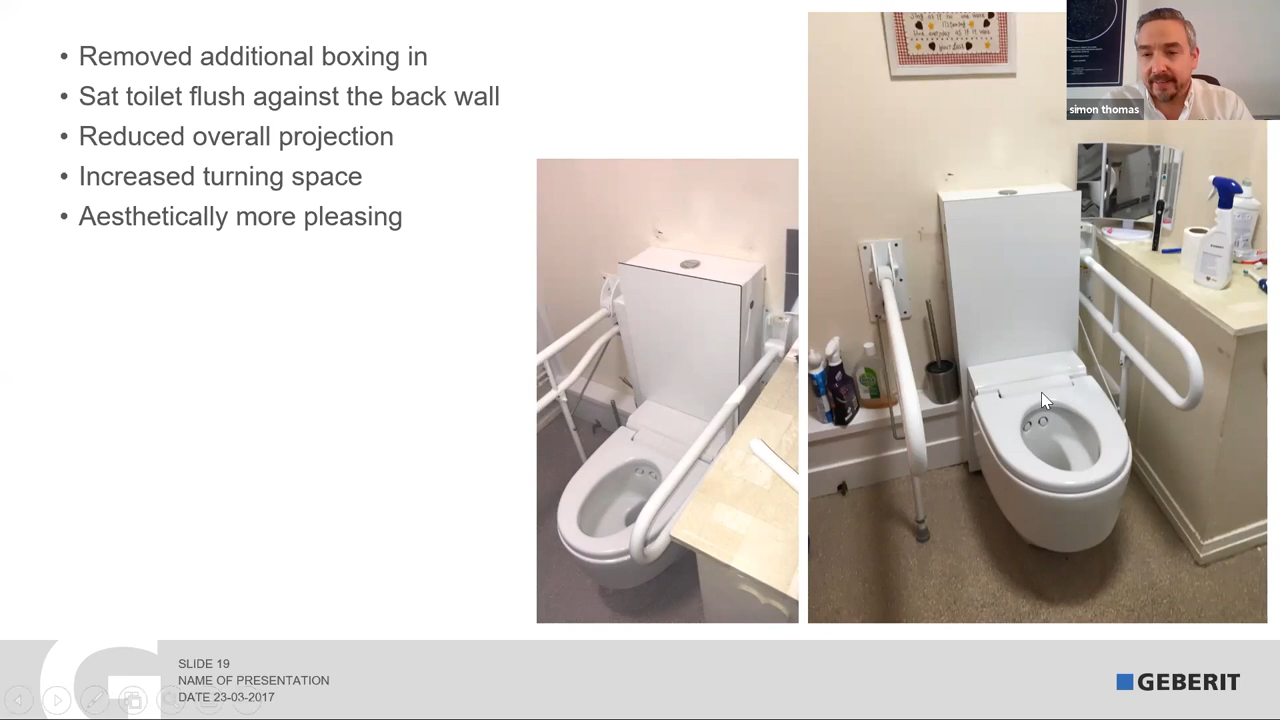 • Removed additional boxing in
• Sat toilet flush against the back wall
• Reduced overall projection
• Increased turning space
• Aesthetically more pleasing
simon thomas
SLIDE 19
NAME OF PRESENTATION
DATE 23-03-2017
GEBERIT